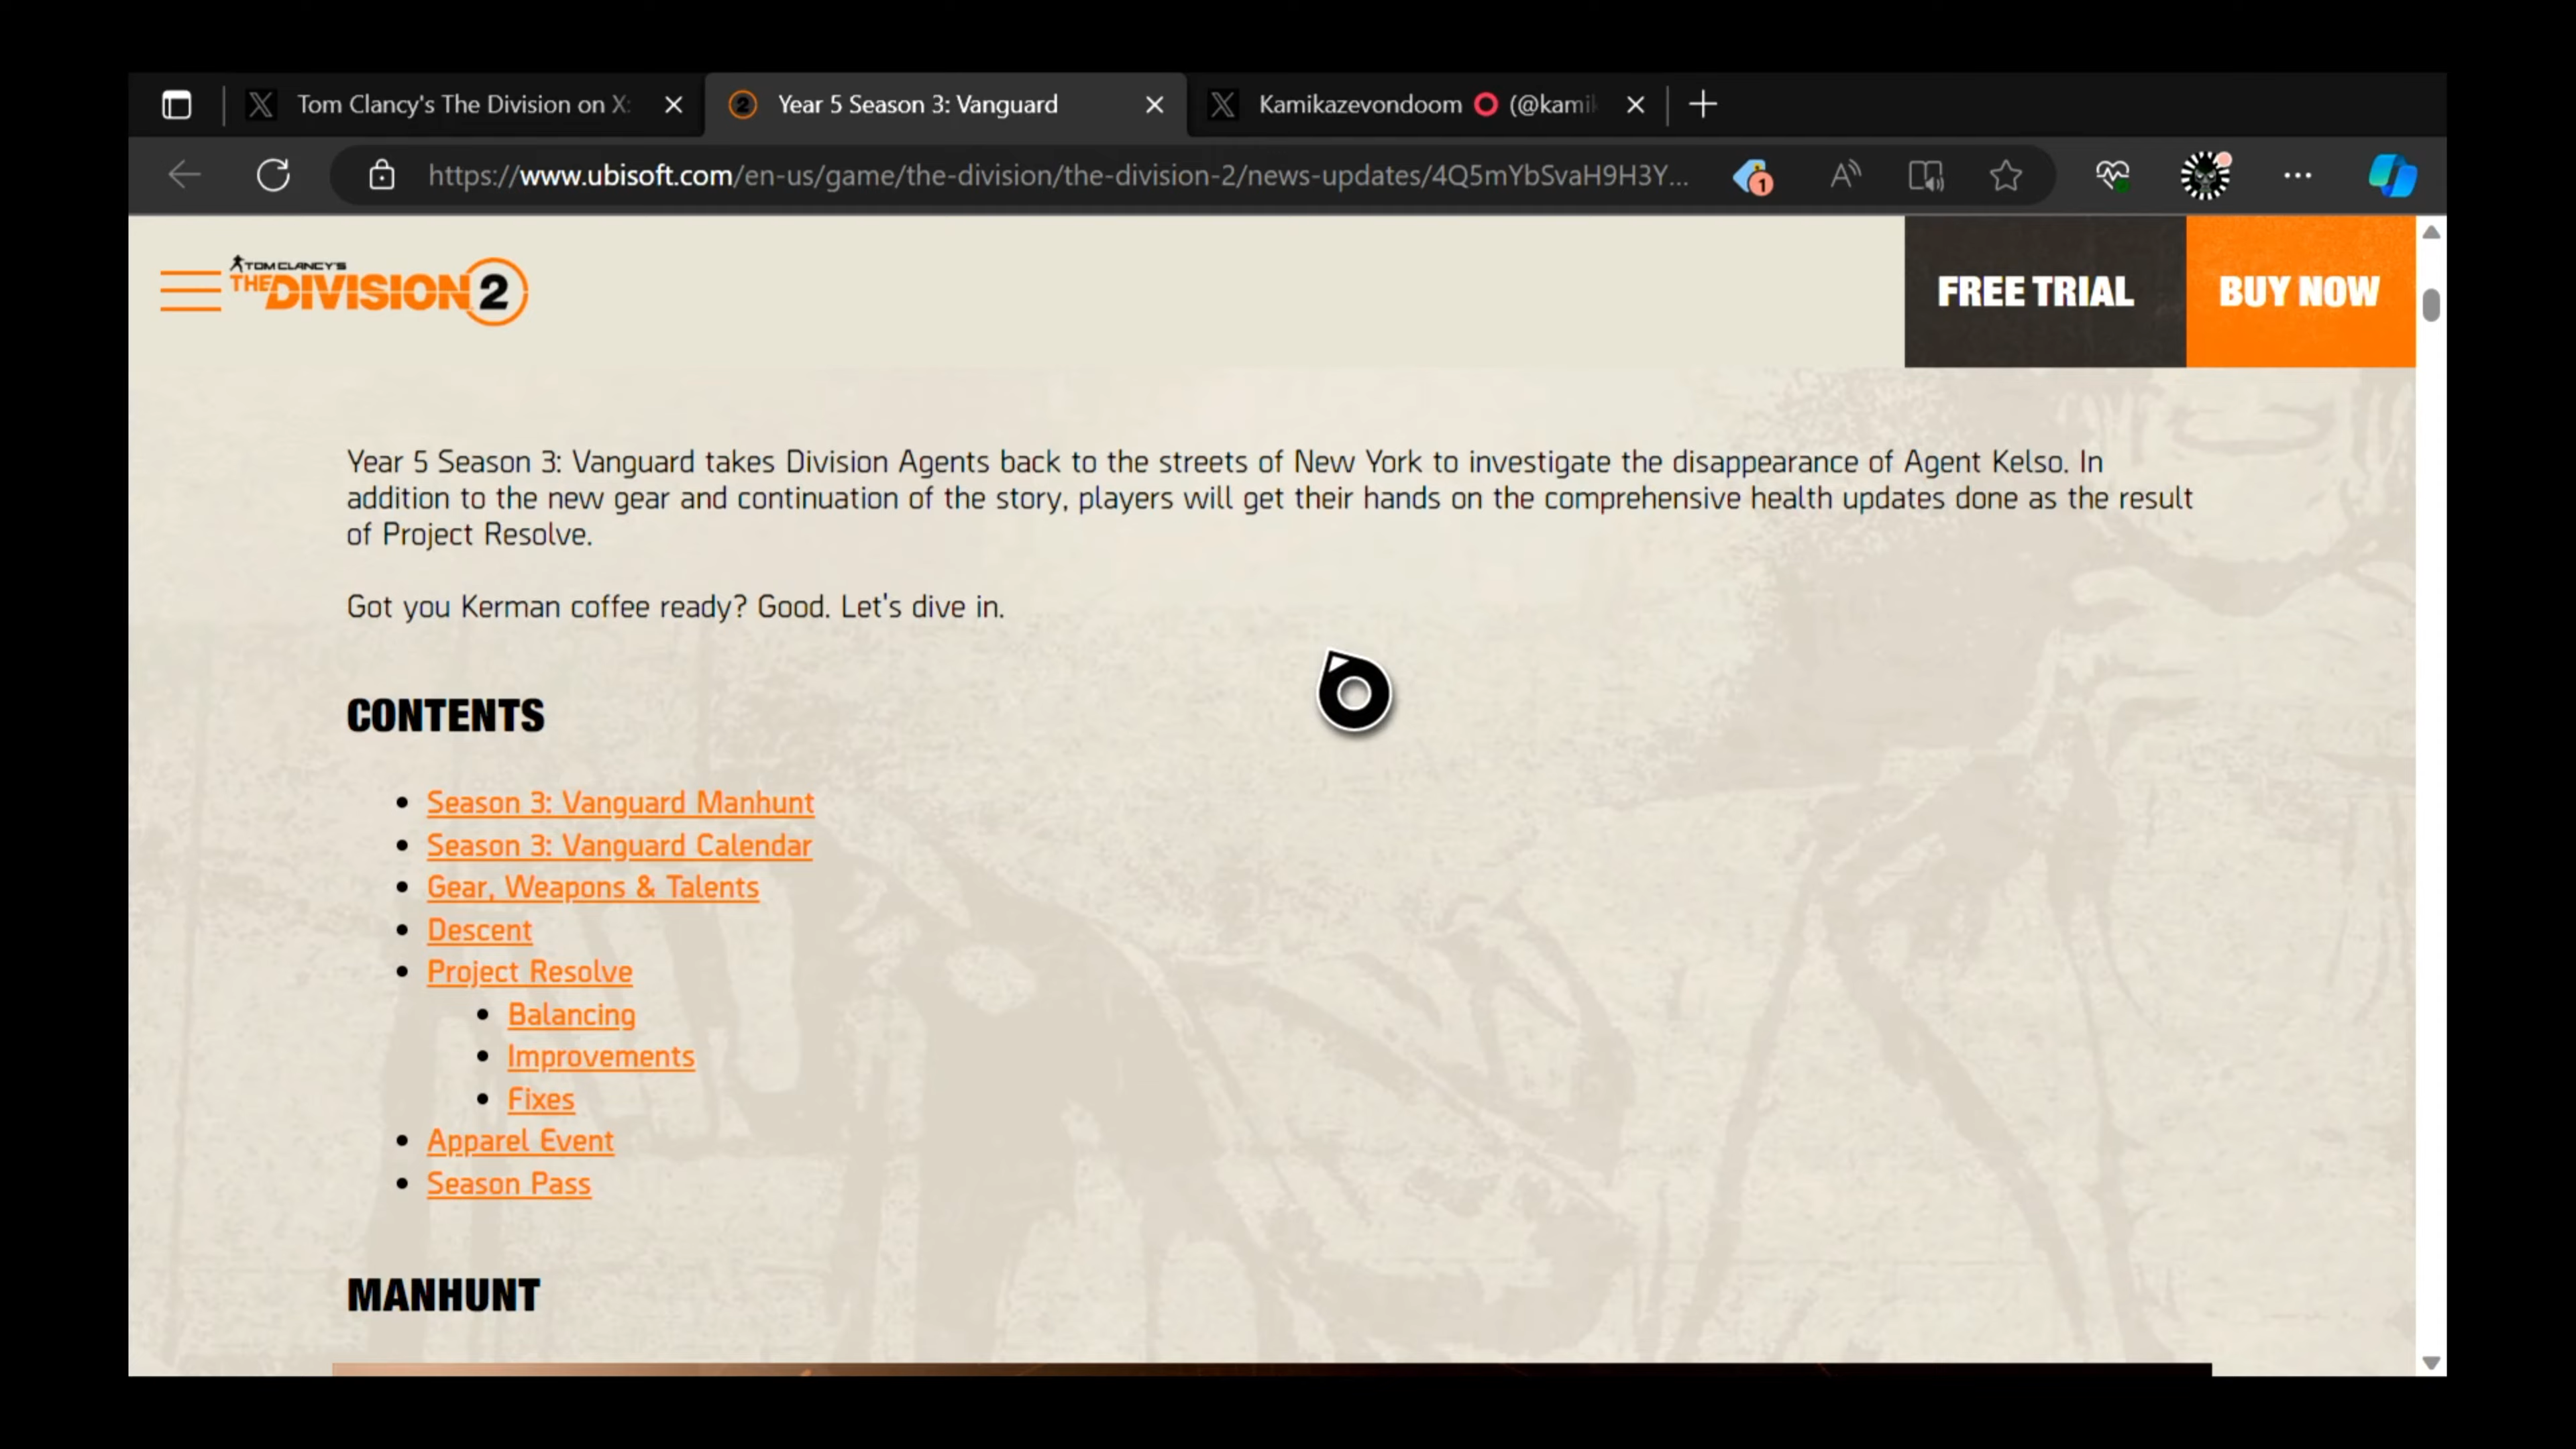 Tom Clancy's The Division on X:
Year 5 Season 3: Vanguard
Kamikazevondoom ⭕ (@kami
https://www.ubisoft.com/en-us/game/the-division/the-division-2/news-updates/4Q5mYbSvaH9H3Y...
1
TOM CLANCY'S
THE DIVISION 2
FREE TRIAL
BUY NOW
Year 5 Season 3: Vanguard takes Division Agents back to the streets of New York to investigate the disappearance of Agent Kelso. In
addition to the new gear and continuation of the story, players will get their hands on the comprehensive health updates done as the result
of Project Resolve.
Got you Kerman coffee ready? Good. Let's dive in.
CONTENTS
Season 3: Vanguard Manhunt
Season 3: Vanguard Calendar
Gear, Weapons & Talents
Descent
Project Resolve
Balancing
Improvements
Fixes
Apparel Event
Season Pass
MANHUNT